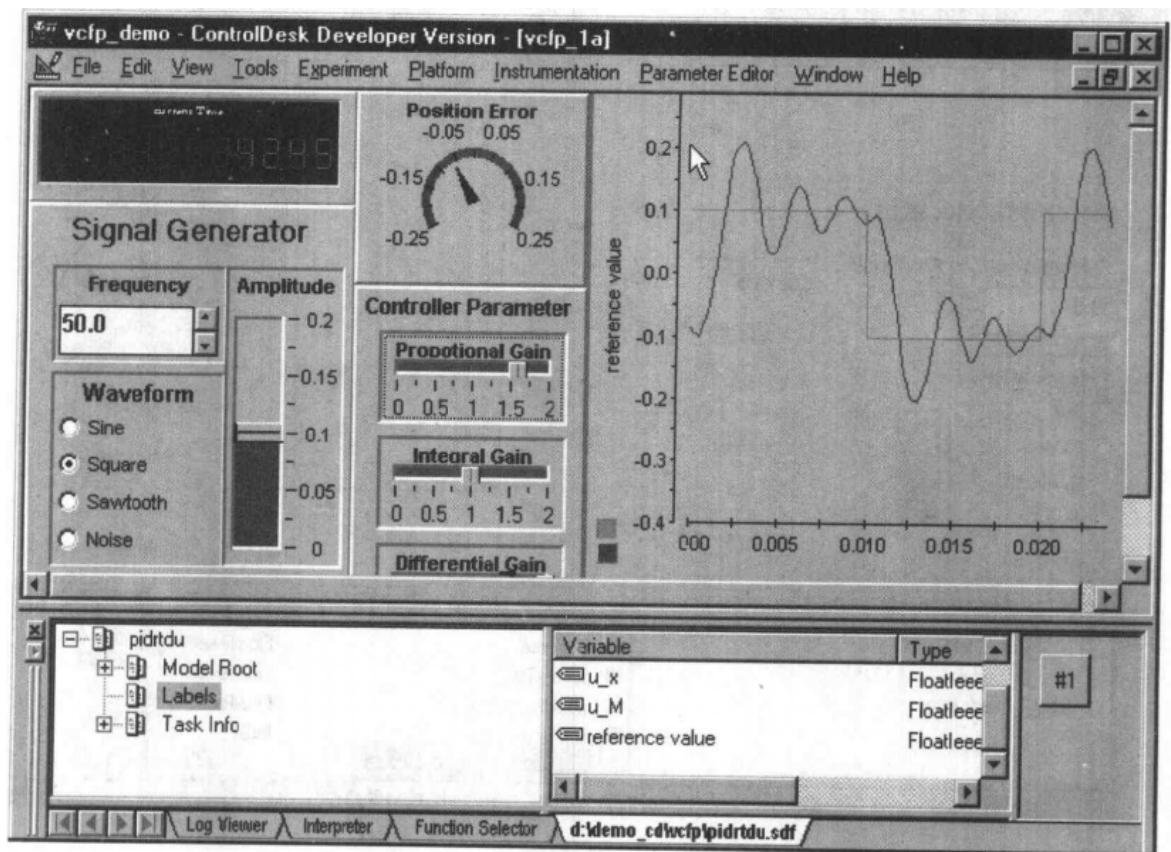 vcfp_demo - ControlDesk Developer Version - [vcfp_1a]
File Edit View Tools Experiment Platform Instrumentation Parameter Editor Window Help
current Time
4245
Signal Generator
Frequency
50.0
Waveform
Sine
Square
Sawtooth
Noise
Amplitude
0.2
0.15
0.1
0.05
0
Position Error
-0.05 0.05
-0.15 0.15
-0.25 0.25
Controller Parameter
Propotional Gain
0 0.5 1 1.5 2
Integral Gain
0 0.5 1 1.5 2
Differential Gain
reference value
0.2
0.1
0.0
-0.1
-0.2
-0.3
-0.4
000 0.005 0.010 0.015 0.020
pidrtdu
Model Root
Labels
Task Info
Variable Type
u_x FloatIeee
u_M FloatIeee
reference value FloatIeee
#1
Log Viewer Interpreter Function Selector d:\demo_cd\vcfp\pidrtdu.sdf